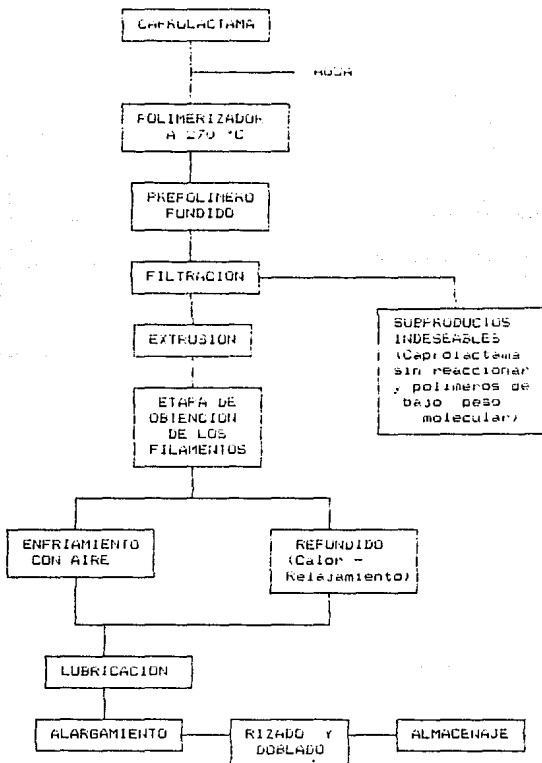 CAPROLACTAMA
AGUA
POLIMERIZADOR
A 270 °C
PREPOLIMERO
FUNDIDO
FILTRACION
SUBPRODUCTOS
INDESEABLES
(Caprolactama
sin reaccionar
y polimeros de
bajo peso
molecular)
EXTRUSION
ETAPA DE
OBTENCION
DE LOS
FILAMENTOS
ENFRIAMIENTO
CON AIRE
REFUNDIDO
(Calor -
Relajamiento)
LUBRICACION
ALARGAMIENTO
RIZADO Y
DOBLADO
ALMACENAJE